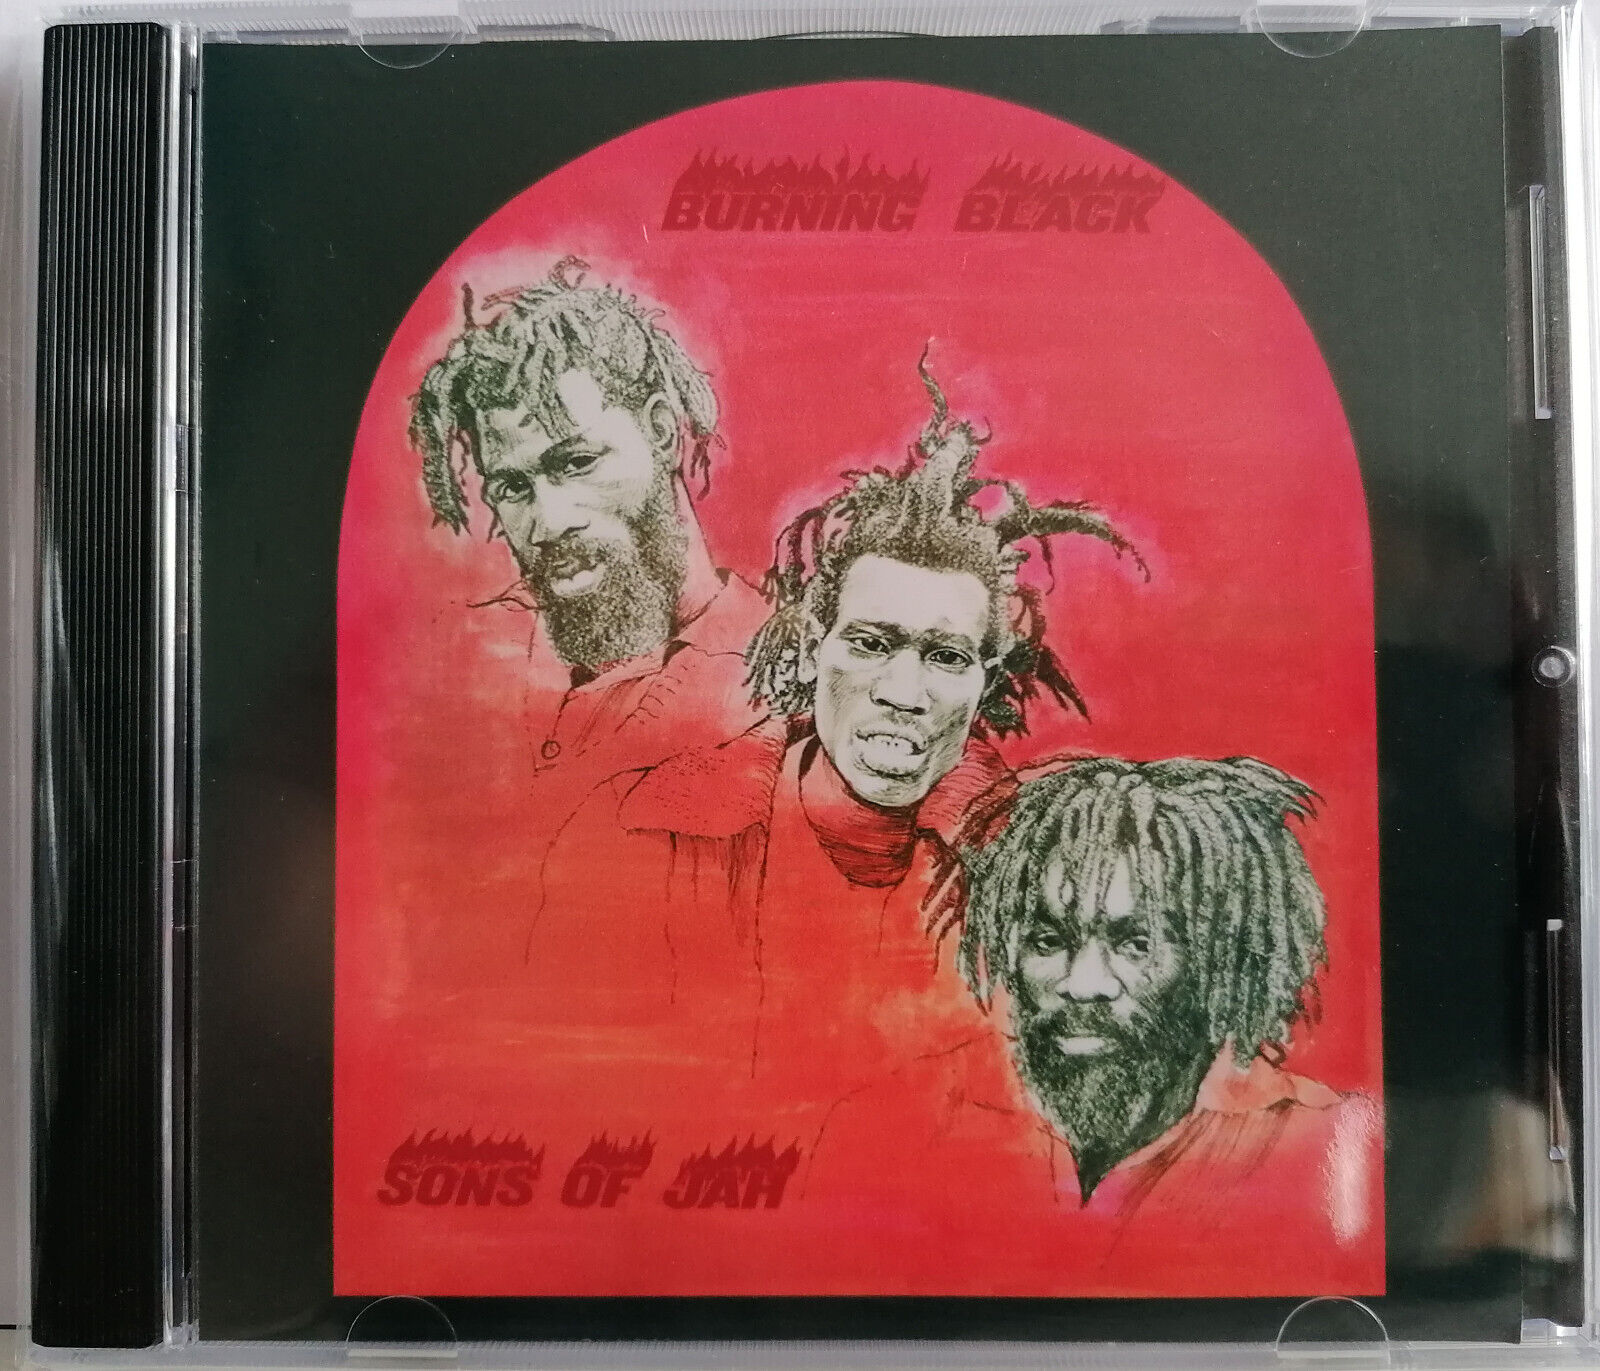 BURNING BLACK
SONS OF JAH